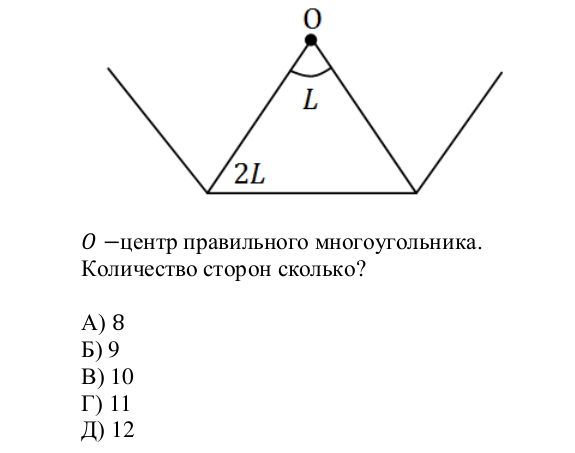 O
L
2L
O −центр правильного многоугольника.
Количество сторон сколько?
А) 8
Б) 9
В) 10
Г) 11
Д) 12